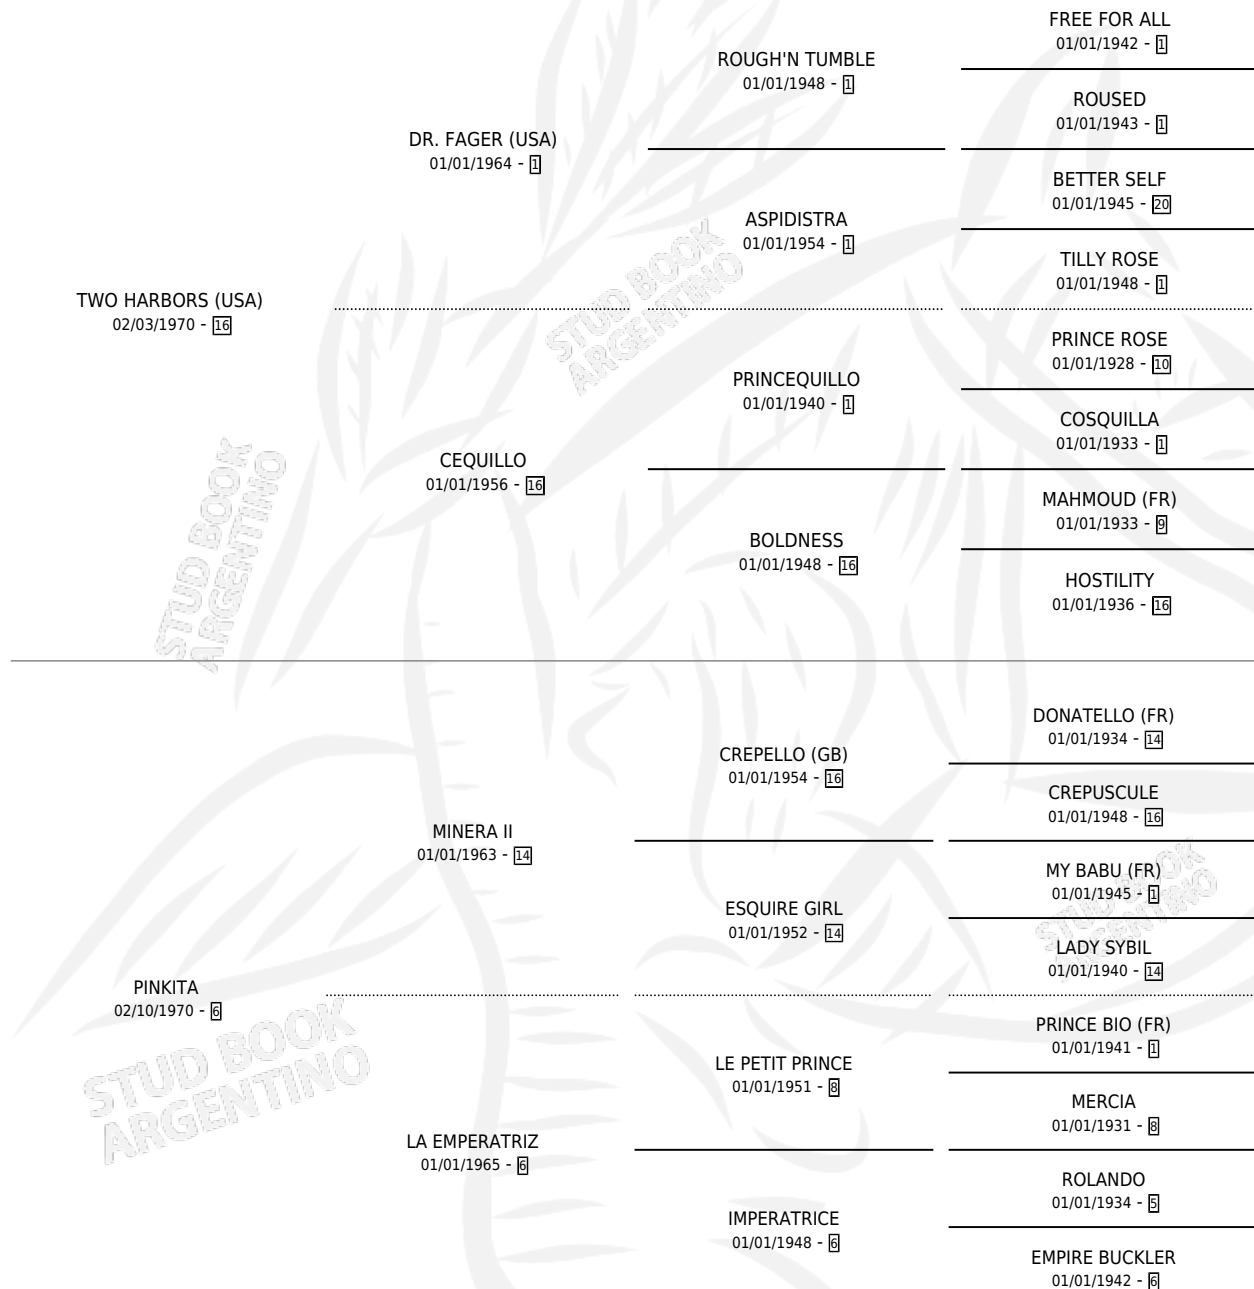 FREE FOR ALL
01/01/1942 - 1
ROUGH'N TUMBLE
01/01/1948 - 1
ROUSED
01/01/1943 - 1
DR. FAGER (USA)
01/01/1964 - 1
BETTER SELF
01/01/1945 - 20
ASPIDISTRA
01/01/1954 - 1
TILLY ROSE
01/01/1948 - 1
TWO HARBORS (USA)
02/03/1970 - 16
STUD BOOK
ARGENTINO
PRINCE ROSE
01/01/1928 - 10
PRINCEQUILLO
01/01/1940 - 1
COSQUILLA
01/01/1933 - 1
CEQUILLO
01/01/1956 - 16
MAHMOUD (FR)
01/01/1933 - 9
BOLDNESS
01/01/1948 - 16
HOSTILITY
01/01/1936 - 16
STUD BOOK
ARGENTINO
DONATELLO (FR)
01/01/1934 - 14
CREPELLO (GB)
01/01/1954 - 16
CREPUSCULE
01/01/1948 - 16
MINERA II
01/01/1963 - 14
MY BABU (FR)
01/01/1945 - 1
ESQUIRE GIRL
01/01/1952 - 14
LADY SYBIL
01/01/1940 - 14
STUD BOOK
ARGENTINO
PINKITA
02/10/1970 - 6
PRINCE BIO (FR)
01/01/1941 - 1
LE PETIT PRINCE
01/01/1951 - 8
MERCIA
01/01/1931 - 8
STUD BOOK
ARGENTINO
LA EMPERATRIZ
01/01/1965 - 6
ROLANDO
01/01/1934 - 5
IMPERATRICE
01/01/1948 - 6
EMPIRE BUCKLER
01/01/1942 - 6